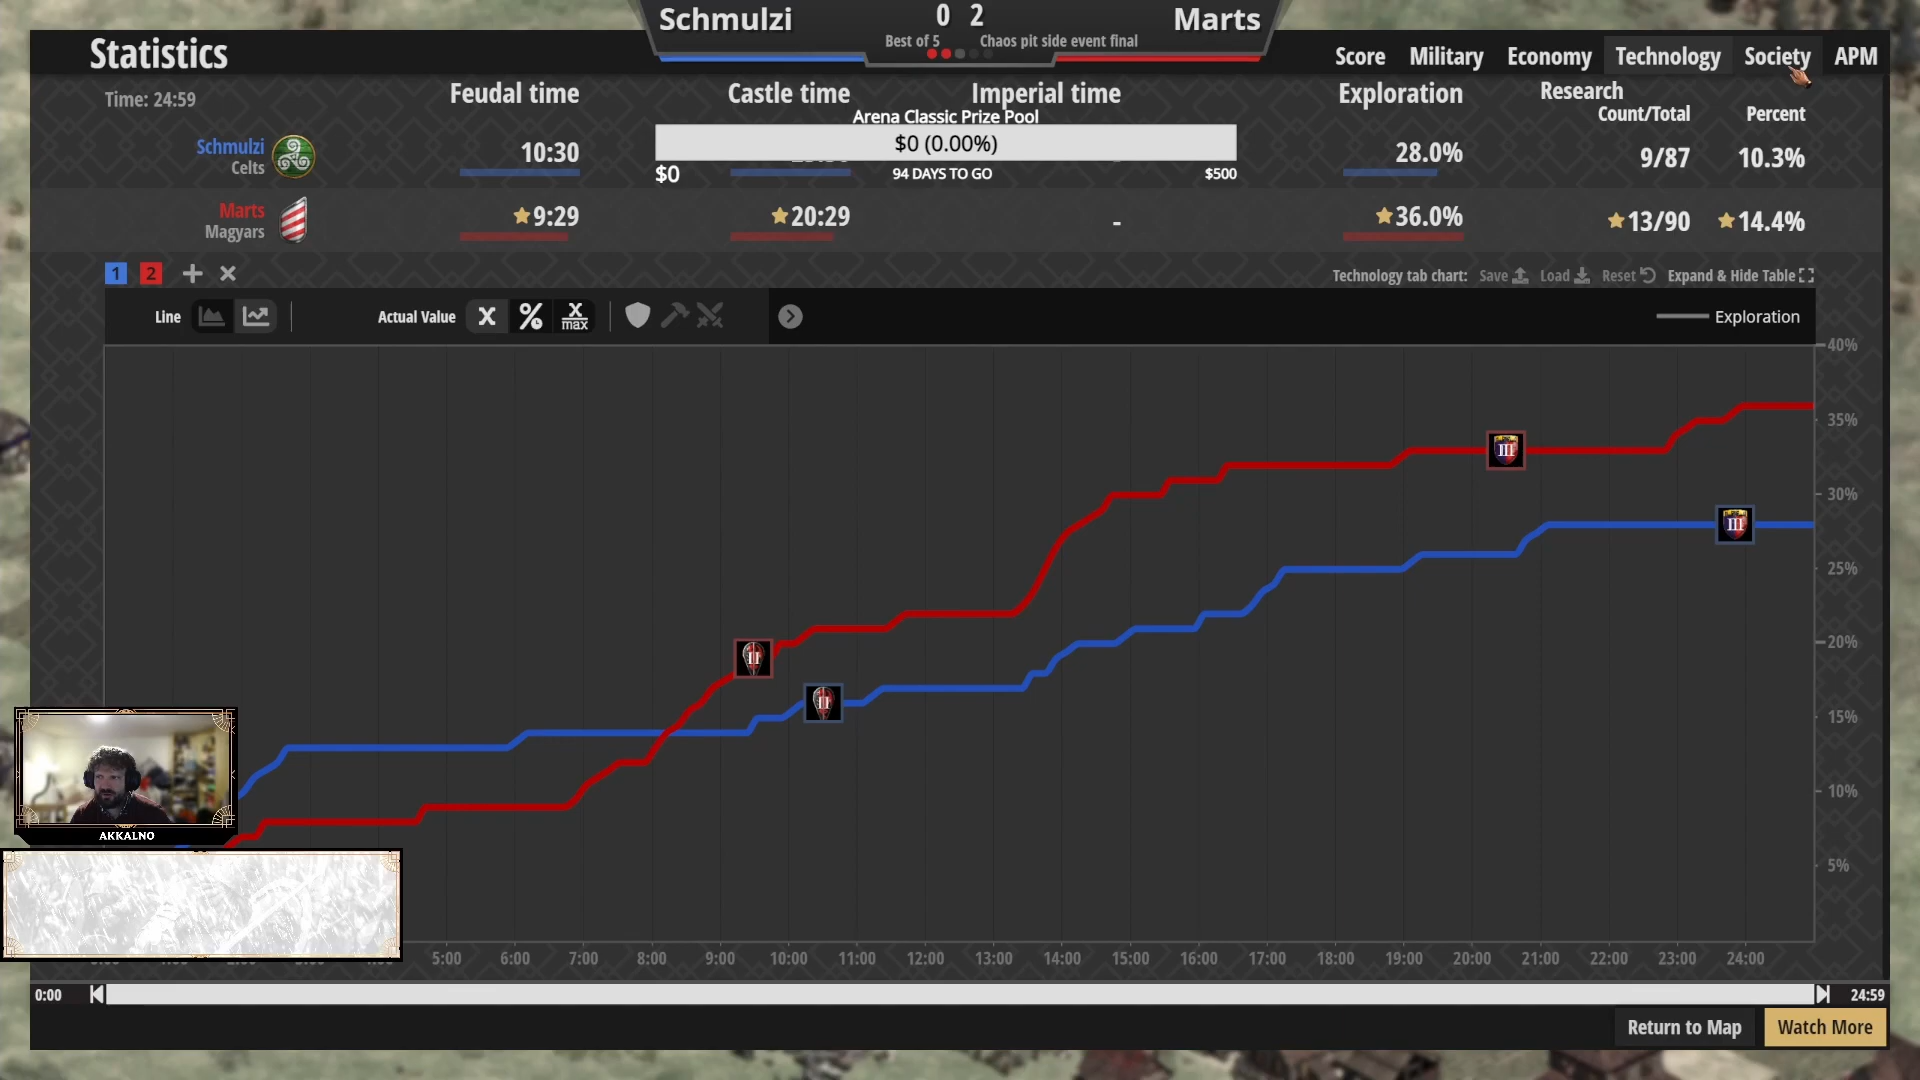 Schmulzi
0 2
Marts
Best of 5
Chaos pit side event final
Statistics
Score
Military
Economy
Technology
Society
APM
Time: 24:59
Feudal time
Castle time
Imperial time
Exploration
Research
Count/Total
Percent
Arena Classic Prize Pool
$0 (0.00%)
$0
94 DAYS TO GO
$500
Schmulzi
Celts
10:30
28.0%
9/87
10.3%
Marts
Magyars
9:29
20:29
-
36.0%
13/90
14.4%
1
2
Technology tab chart:
Save
Load
Reset
Expand & Hide Table
Line
Actual Value
X
%
X
max
Exploration
40%
35%
30%
25%
20%
15%
10%
5%
III
III
II
II
AKKALNO
5:00
6:00
7:00
8:00
9:00
10:00
11:00
12:00
13:00
14:00
15:00
16:00
17:00
18:00
19:00
20:00
21:00
22:00
23:00
24:00
0:00
24:59
Return to Map
Watch More